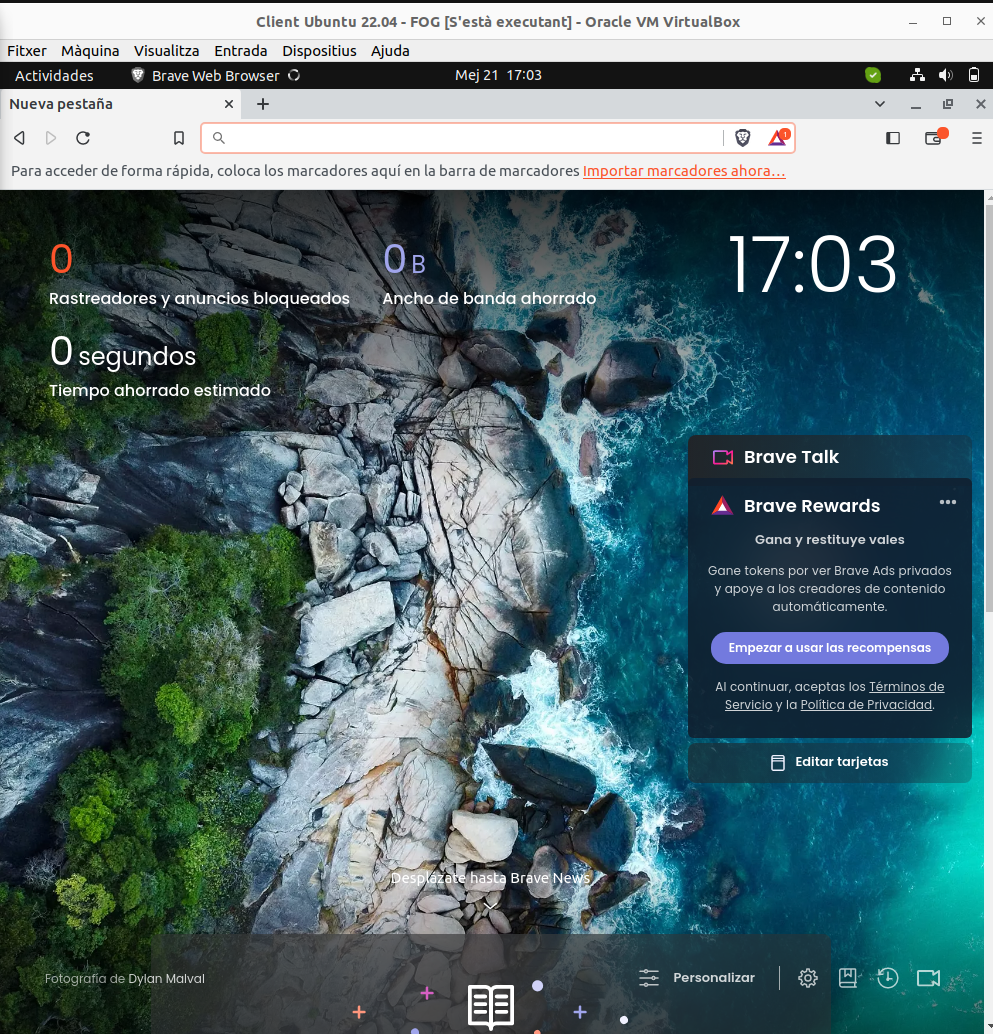 Client Ubuntu 22.04 - FOG [S'està executant] - Oracle VM VirtualBox
Fitxer Màquina Visualitza Entrada Dispositius Ajuda
Actividades Brave Web Browser Mej 21 17:03
Nueva pestaña
1
Para acceder de forma rápida, coloca los marcadores aquí en la barra de marcadores Importar marcadores ahora...
0
0 B
17:03
Rastreadores y anuncios bloqueados
Ancho de banda ahorrado
0 segundos
Tiempo ahorrado estimado
Brave Talk
Brave Rewards
Gana y restituye vales
Gane tokens por ver Brave Ads privados
y apoye a los creadores de contenido
automáticamente.
Empezar a usar las recompensas
Al continuar, aceptas los Términos de
Servicio y la Política de Privacidad.
Editar tarjetas
Desplázate hasta Brave News
Fotografía de Dylan Malval
Personalizar